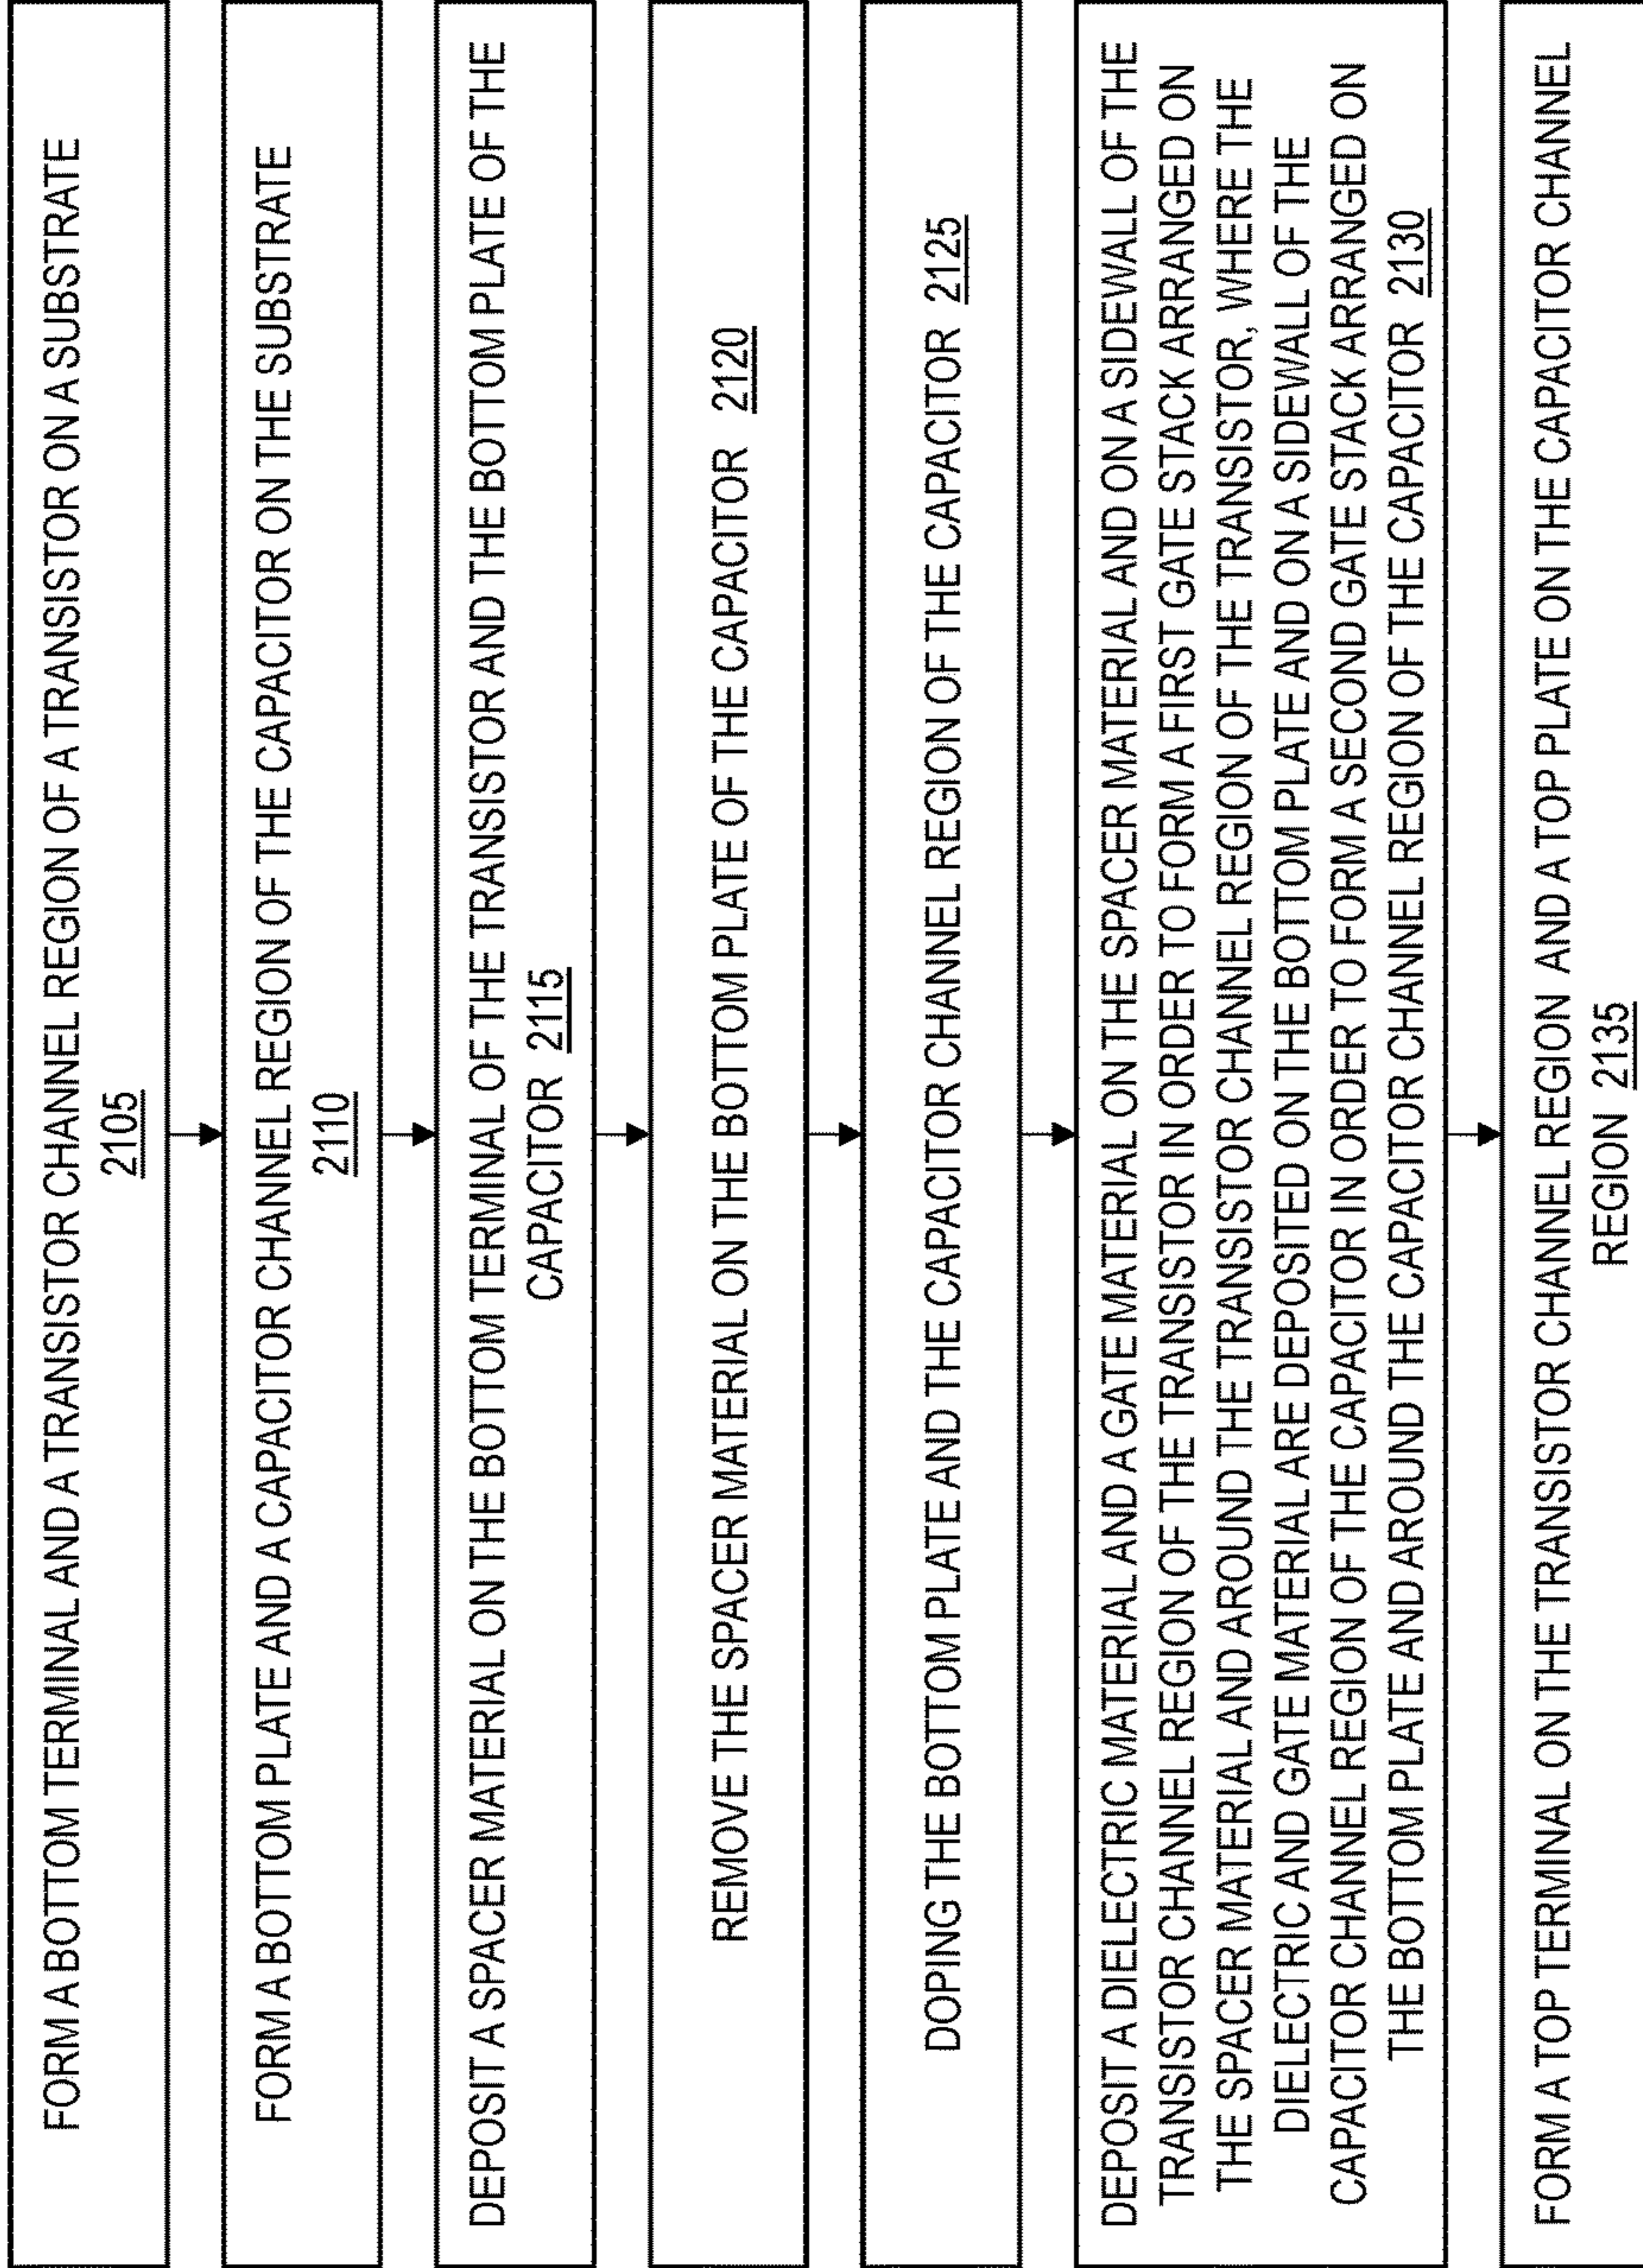 FORM A BOTTOM TERMINAL AND A TRANSISTOR CHANNEL REGION OF A TRANSISTOR ON A SUBSTRATE
2105
FORM A BOTTOM PLATE AND A CAPACITOR CHANNEL REGION OF THE CAPACITOR ON THE SUBSTRATE
2110
DEPOSIT A SPACER MATERIAL ON THE BOTTOM TERMINAL OF THE TRANSISTOR AND THE BOTTOM PLATE OF THE
CAPACITOR 2115
REMOVE THE SPACER MATERIAL ON THE BOTTOM PLATE OF THE CAPACITOR 2120
DOPING THE BOTTOM PLATE AND THE CAPACITOR CHANNEL REGION OF THE CAPACITOR 2125
DEPOSIT A DIELECTRIC MATERIAL AND A GATE MATERIAL ON THE SPACER MATERIAL AND ON A SIDEWALL OF THE
TRANSISTOR CHANNEL REGION OF THE TRANSISTOR IN ORDER TO FORM A FIRST GATE STACK ARRANGED ON
THE SPACER MATERIAL AND AROUND THE TRANSISTOR CHANNEL REGION OF THE TRANSISTOR, WHERE THE
DIELECTRIC AND GATE MATERIAL ARE DEPOSITED ON THE BOTTOM PLATE AND ON A SIDEWALL OF THE
CAPACITOR CHANNEL REGION OF THE CAPACITOR IN ORDER TO FORM A SECOND GATE STACK ARRANGED ON
THE BOTTOM PLATE AND AROUND THE CAPACITOR CHANNEL REGION OF THE CAPACITOR 2130
FORM A TOP TERMINAL ON THE TRANSISTOR CHANNEL REGION AND A TOP PLATE ON THE CAPACITOR CHANNEL
REGION 2135